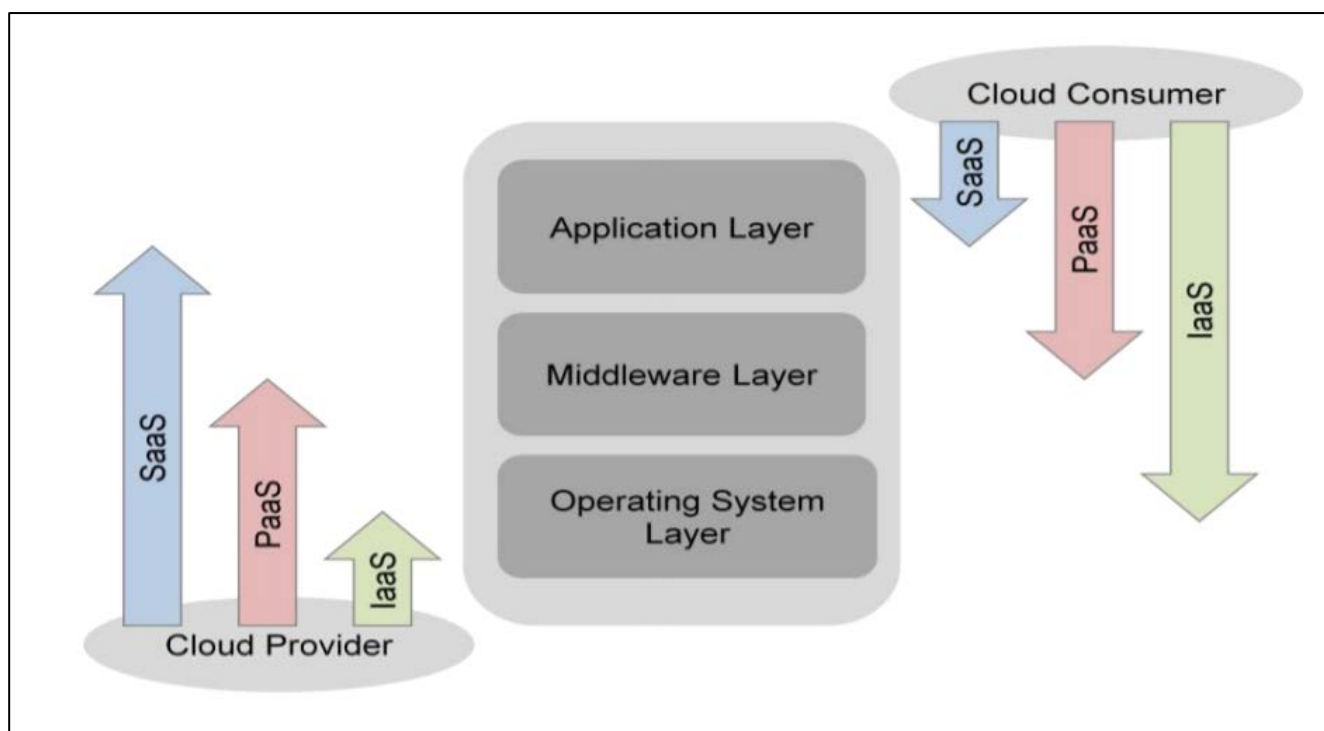 Cloud Consumer
SaaS
PaaS
IaaS
Application Layer
Middleware Layer
Operating System
Layer
SaaS
PaaS
IaaS
Cloud Provider